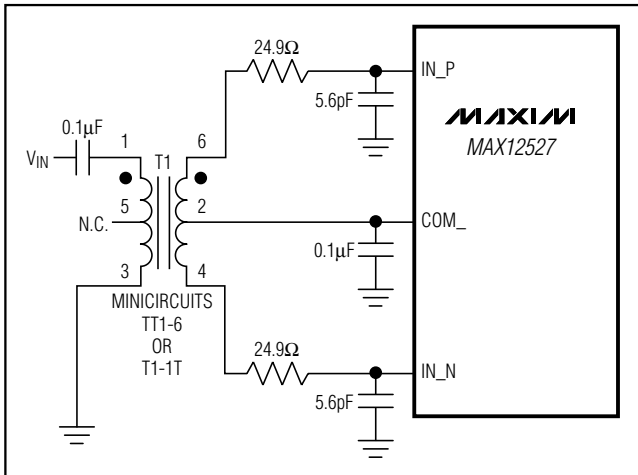 24.9Ω
IN_P
5.6pF
MAXIM
MAX12527
0.1μF
VIN
1
6
T1
5
2
N.C.
COM_
0.1μF
3
4
MINICIRCUITS
TT1-6
OR
T1-1T
24.9Ω
IN_N
5.6pF